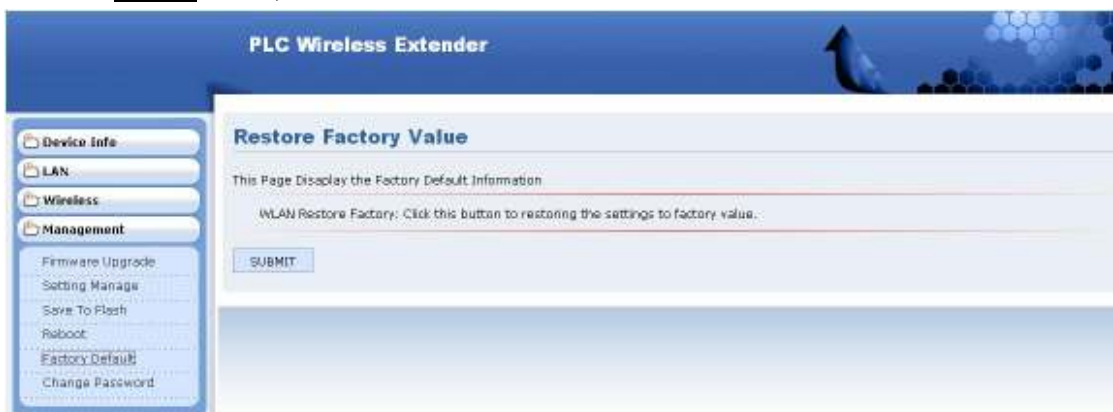 PLC Wireless Extender
Device Info
LAN
Wireless
Management
Firmware Upgrade
Setting Manage
Save To Flash
Reboot
Factory Default
Change Password
Restore Factory Value
This Page Disaplay the Factory Default Information
WLAN Restore Factory: Click this button to restoring the settings to factory value.
SUBMIT